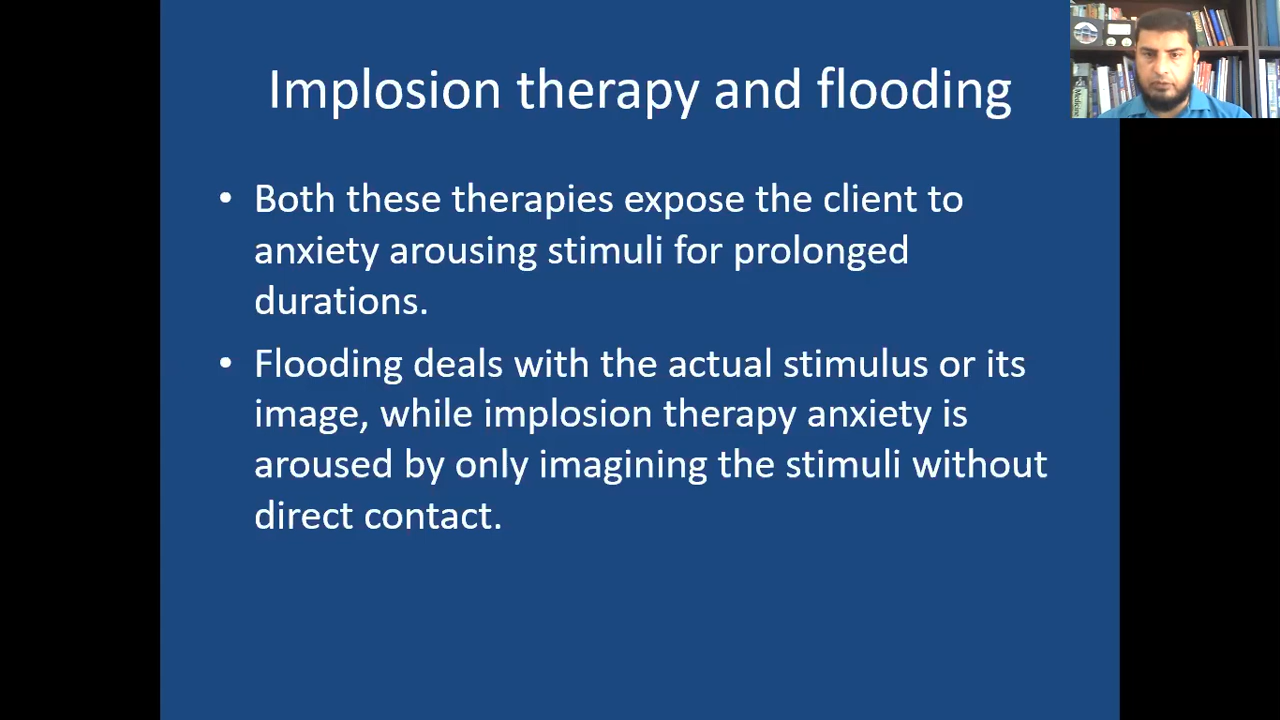 Implosion therapy and flooding
• Both these therapies expose the client to
anxiety arousing stimuli for prolonged
durations.
• Flooding deals with the actual stimulus or its
image, while implosion therapy anxiety is
aroused by only imagining the stimuli without
direct contact.
Medicine